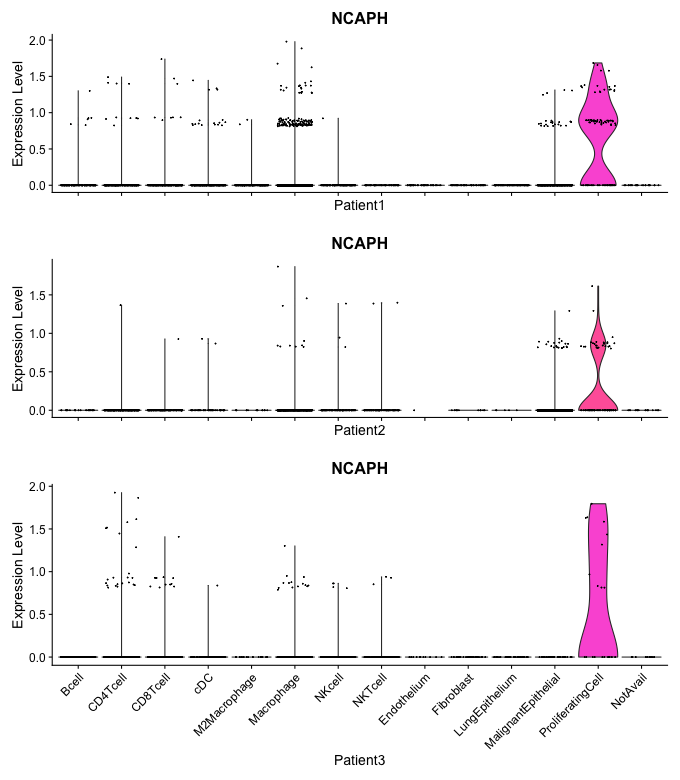 NCAPH
Expression Level
2.0
1.5
1.0
0.5
0.0
Patient1
NCAPH
Expression Level
1.5
1.0
0.5
0.0
Patient2
NCAPH
Expression Level
2.0
1.5
1.0
0.5
0.0
Bcell
CD4Tcell
CD8Tcell
cDC
M2Macrophage
Macrophage
NKcell
NKTcell
Endothelium
Fibroblast
LungEpithelium
MalignantEpithelial
ProliferatingCell
NotAvail
Patient3